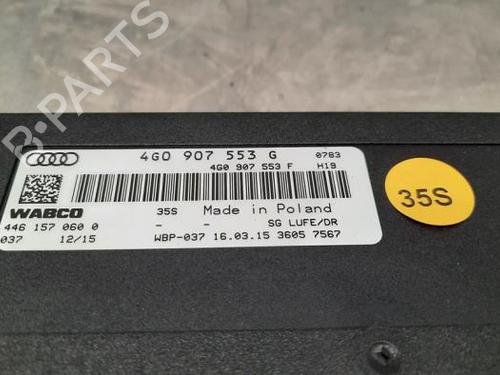 4G0 907 553 G 0783
4G0 907 553 F H19
WABCO 35S Made in Poland
446 157 060 0 - - SG LUFE/DR
037 12/15 WBP-037 16.03.15 3605 7567
35S
B-PARTS